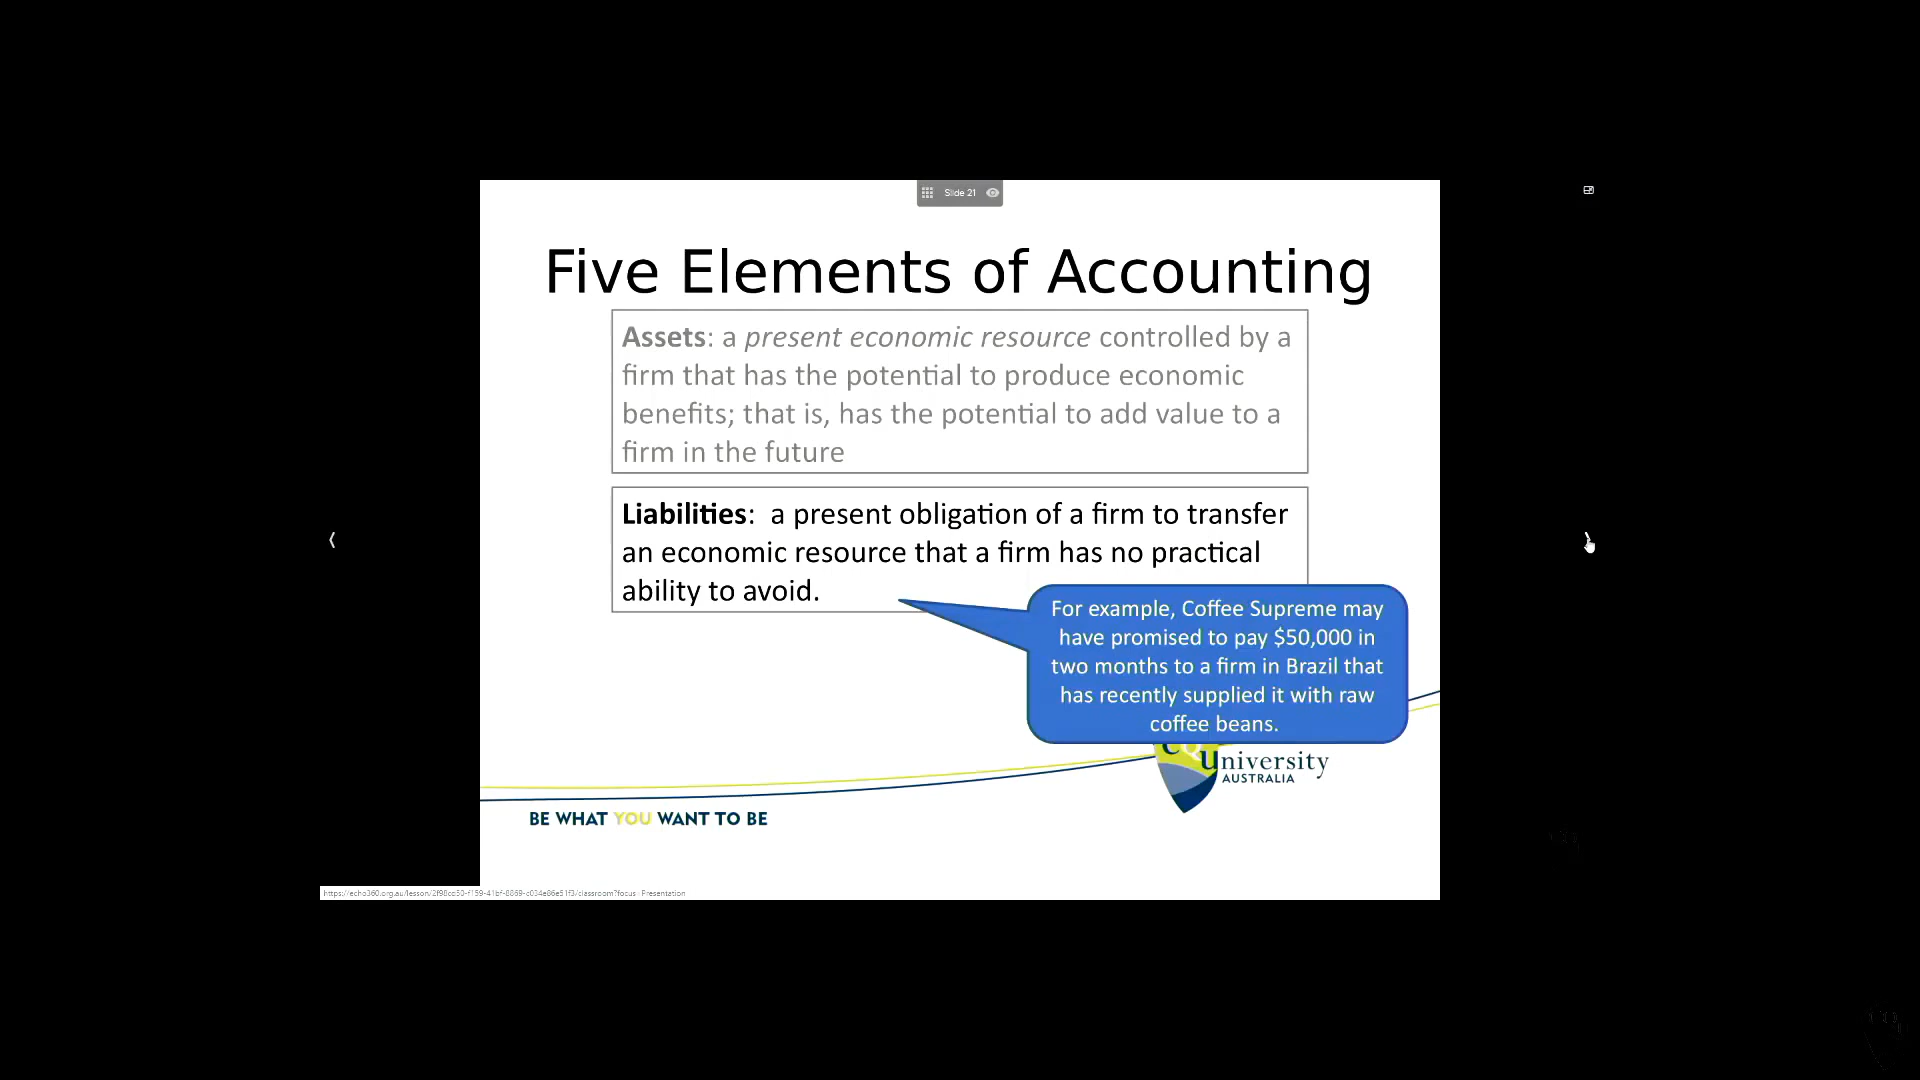 Slide 21
Five Elements of Accounting
Assets: a present economic resource controlled by a
firm that has the potential to produce economic
benefits; that is, has the potential to add value to a
firm in the future
Liabilities: a present obligation of a firm to transfer
an economic resource that a firm has no practical
ability to avoid.
For example, Coffee Supreme may
have promised to pay $50,000 in
two months to a firm in Brazil that
has recently supplied it with raw
coffee beans.
University
AUSTRALIA
BE WHAT YOU WANT TO BE